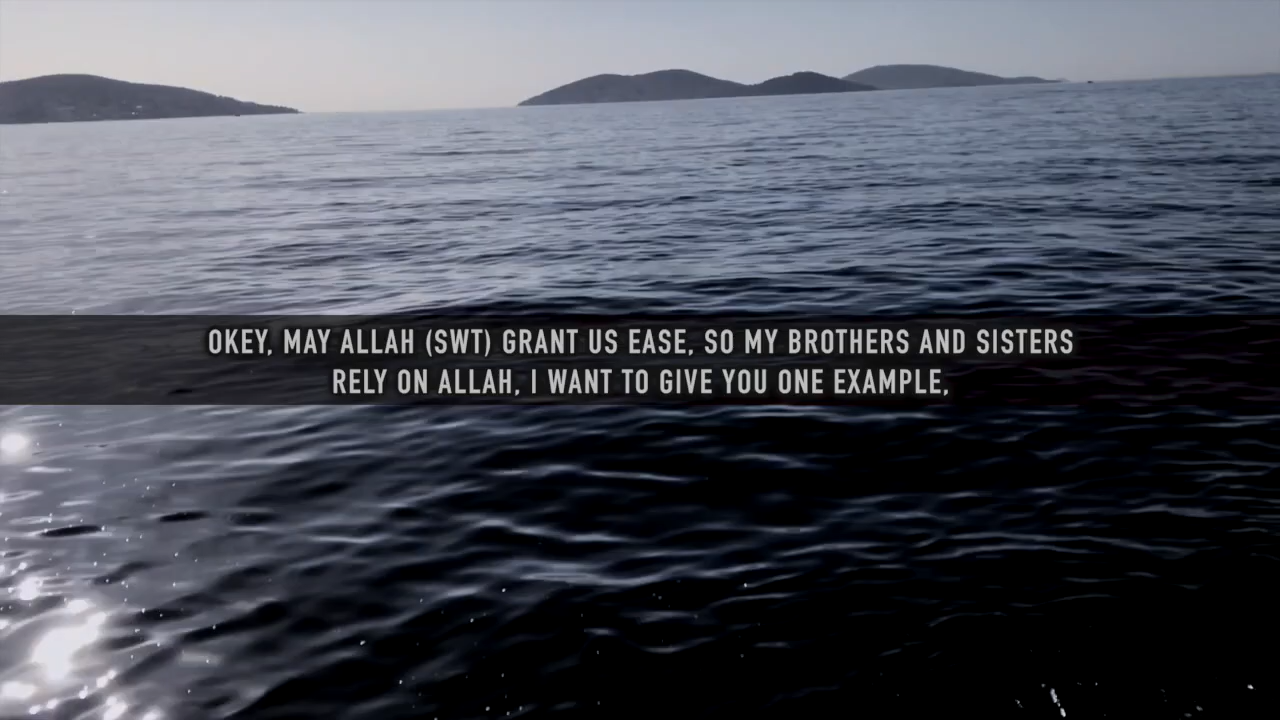 OKEY, MAY ALLAH (SWT) GRANT US EASE, SO MY BROTHERS AND SISTERS
RELY ON ALLAH, I WANT TO GIVE YOU ONE EXAMPLE,